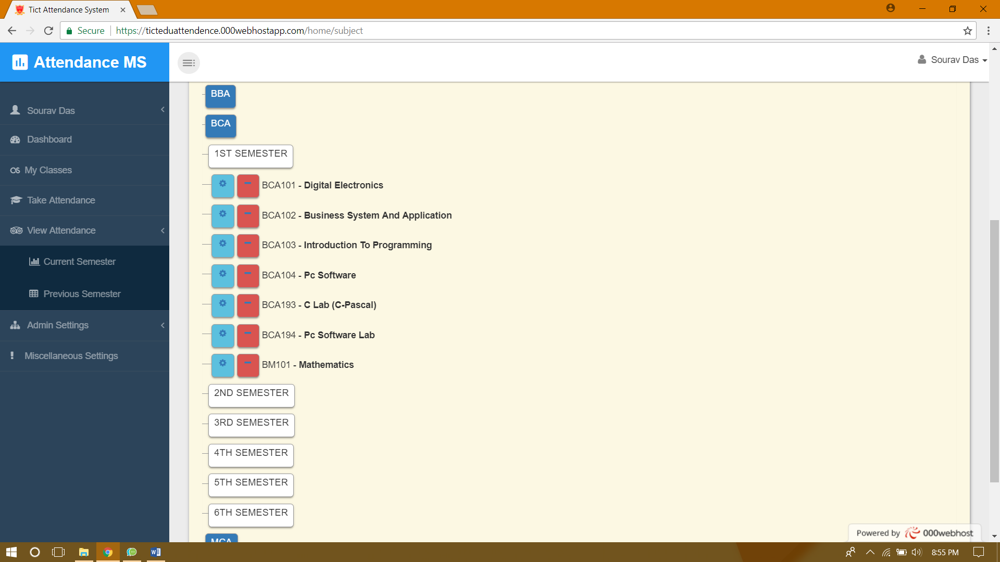 Tict Attendance System
Secure
https://ticteduattendence.000webhostapp.com/home/subject
Attendance MS
Sourav Das
Sourav Das
Dashboard
My Classes
Take Attendance
View Attendance
Current Semester
Previous Semester
Admin Settings
Miscellaneous Settings
BBA
BCA
1ST SEMESTER
BCA101 - Digital Electronics
BCA102 - Business System And Application
BCA103 - Introduction To Programming
BCA104 - Pc Software
BCA193 - C Lab (C-Pascal)
BCA194 - Pc Software Lab
BM101 - Mathematics
2ND SEMESTER
3RD SEMESTER
4TH SEMESTER
5TH SEMESTER
6TH SEMESTER
MCA
Powered by 000webhost
8:55 PM